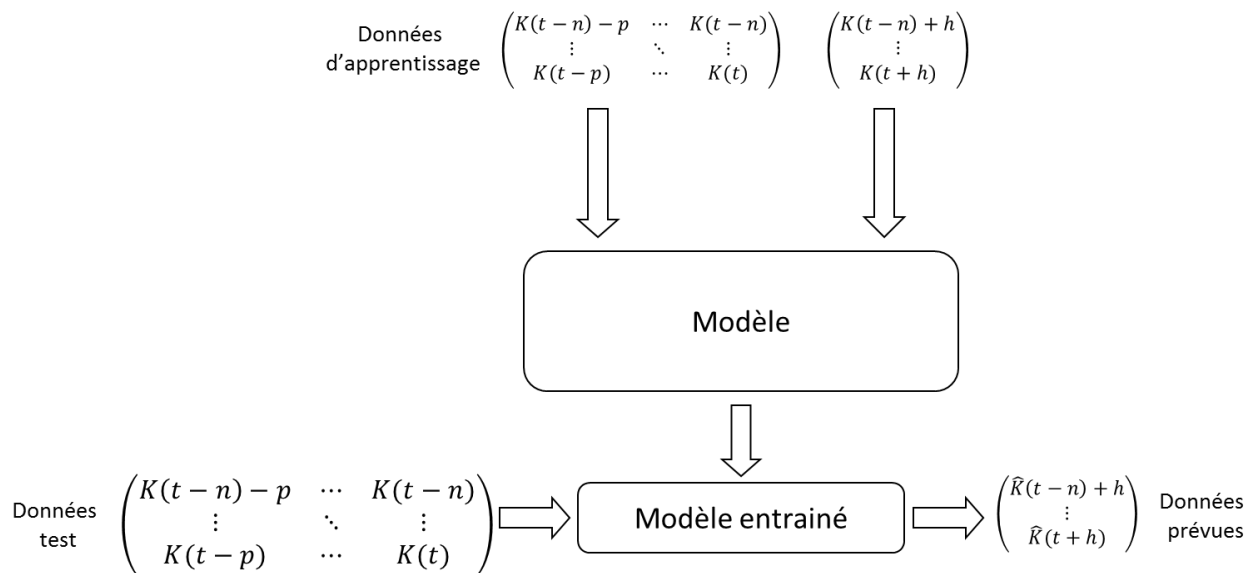 Données
d'apprentissage
K(t − n) − p ⋯ K(t − n)
⋮ ⋱ ⋮
K(t − p) ⋯ K(t)
K(t − n) + h
⋮
K(t + h)
Modèle
Données
test
K(t − n) − p ⋯ K(t − n)
⋮ ⋱ ⋮
K(t − p) ⋯ K(t)
Modèle entrainé
K̂(t − n) + h
⋮
K̂(t + h)
Données
prévues